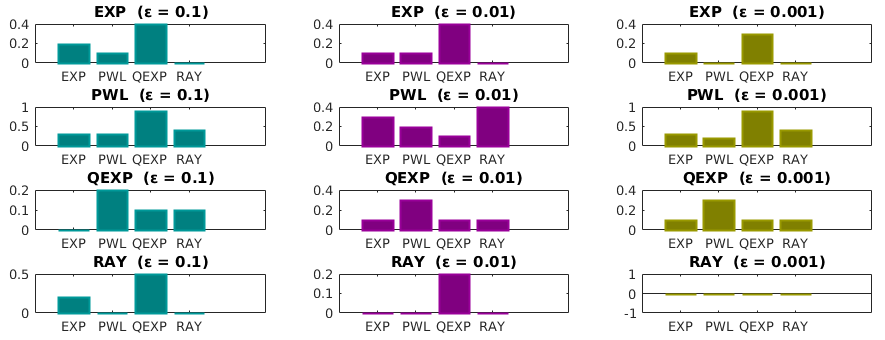 EXP (ε = 0.1)
0.4
0.2
0
EXP PWL QEXP RAY
EXP (ε = 0.01)
0.4
0.2
0
EXP PWL QEXP RAY
EXP (ε = 0.001)
0.4
0.2
0
EXP PWL QEXP RAY
PWL (ε = 0.1)
1
0.5
0
EXP PWL QEXP RAY
PWL (ε = 0.01)
0.4
0.2
0
EXP PWL QEXP RAY
PWL (ε = 0.001)
1
0.5
0
EXP PWL QEXP RAY
QEXP (ε = 0.1)
0.2
0.1
0
EXP PWL QEXP RAY
QEXP (ε = 0.01)
0.4
0.2
0
EXP PWL QEXP RAY
QEXP (ε = 0.001)
0.4
0.2
0
EXP PWL QEXP RAY
RAY (ε = 0.1)
0.5
0
EXP PWL QEXP RAY
RAY (ε = 0.01)
0.2
0.1
0
EXP PWL QEXP RAY
RAY (ε = 0.001)
1
0
-1
EXP PWL QEXP RAY